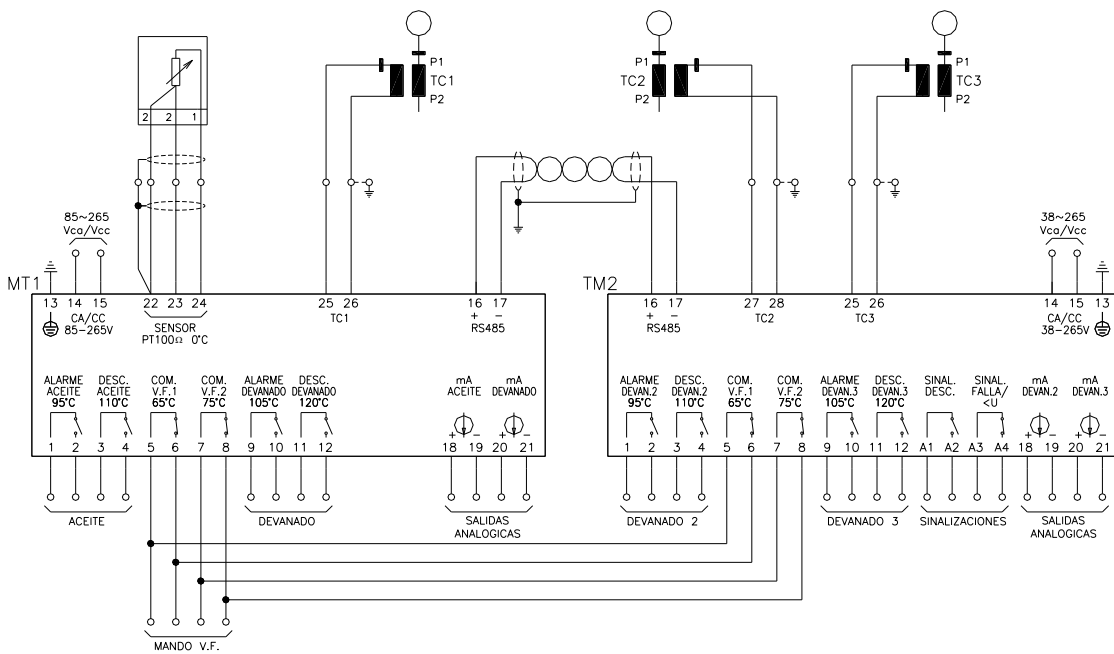 P1
TC1
P2
P1
TC2
P2
P1
TC3
P2
2 2 1
85~265
Vca/Vcc
38~265
Vca/Vcc
MT1
13 14 15 22 23 24 25 26 16 17
CA/CC
85-265V
SENSOR
PT100Ω 0°C
TC1
+ -
RS485
ALARME
ACEITE
95°C
DESC.
ACEITE
110°C
COM.
V.F.1
65°C
COM.
V.F.2
75°C
ALARME
DEVANADO
105°C
DESC.
DEVANADO
120°C
mA
ACEITE
mA
DEVANADO
+ - + -
1 2 3 4 5 6 7 8 9 10 11 12 18 19 20 21
ACEITE
DEVANADO
SALIDAS
ANALOGICAS
TM2
16 17 27 28 25 26 14 15 13
+ -
RS485
TC2
TC3
CA/CC
38-265V
ALARME
DEVAN.2
95°C
DESC.
DEVAN.2
110°C
COM.
V.F.1
65°C
COM.
V.F.2
75°C
ALARME
DEVAN.3
105°C
DESC.
DEVAN.3
120°C
SINAL.
DESC.
SINAL.
FALLA/
<U
mA
DEVAN.2
mA
DEVAN.3
+ - + -
1 2 3 4 5 6 7 8 9 10 11 12 A1 A2 A3 A4 18 19 20 21
DEVANADO 2
DEVANADO 3
SINALIZACIONES
SALIDAS
ANALOGICAS
MANDO V.F.